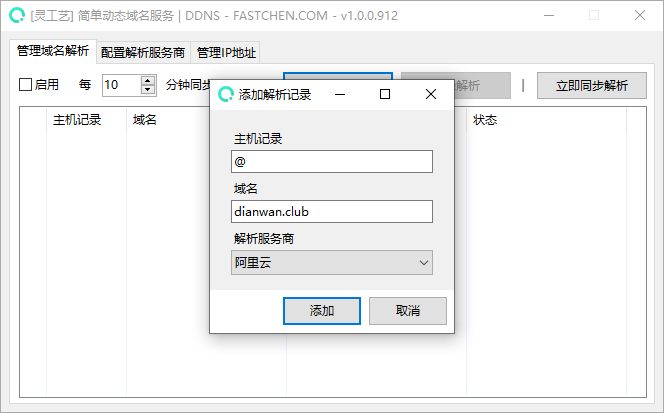 [灵工艺] 简单动态域名服务 | DDNS - FASTCHEN.COM - v1.0.0.912
管理域名解析 配置解析服务商 管理IP地址
启用 每 10 分钟同步 解析 | 立即同步解析
主机记录 域名 状态
添加解析记录
主机记录
@
域名
dianwan.club
解析服务商
阿里云
添加 取消